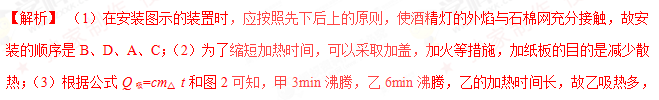 【解析】（1）在安装图示的装置时，应按照先下后上的原则，使酒精灯的外焰与石棉网充分接触，故安
装的顺序是 B、D、A、C；（2）为了缩短加热时间，可以采取加盖，加火等措施，加纸板的目的是减少散
热；（3）根据公式 Q吸=cm△ t 和图 2 可知，甲 3min 沸腾，乙 6min 沸腾，乙的加热时间长，故乙吸热多，